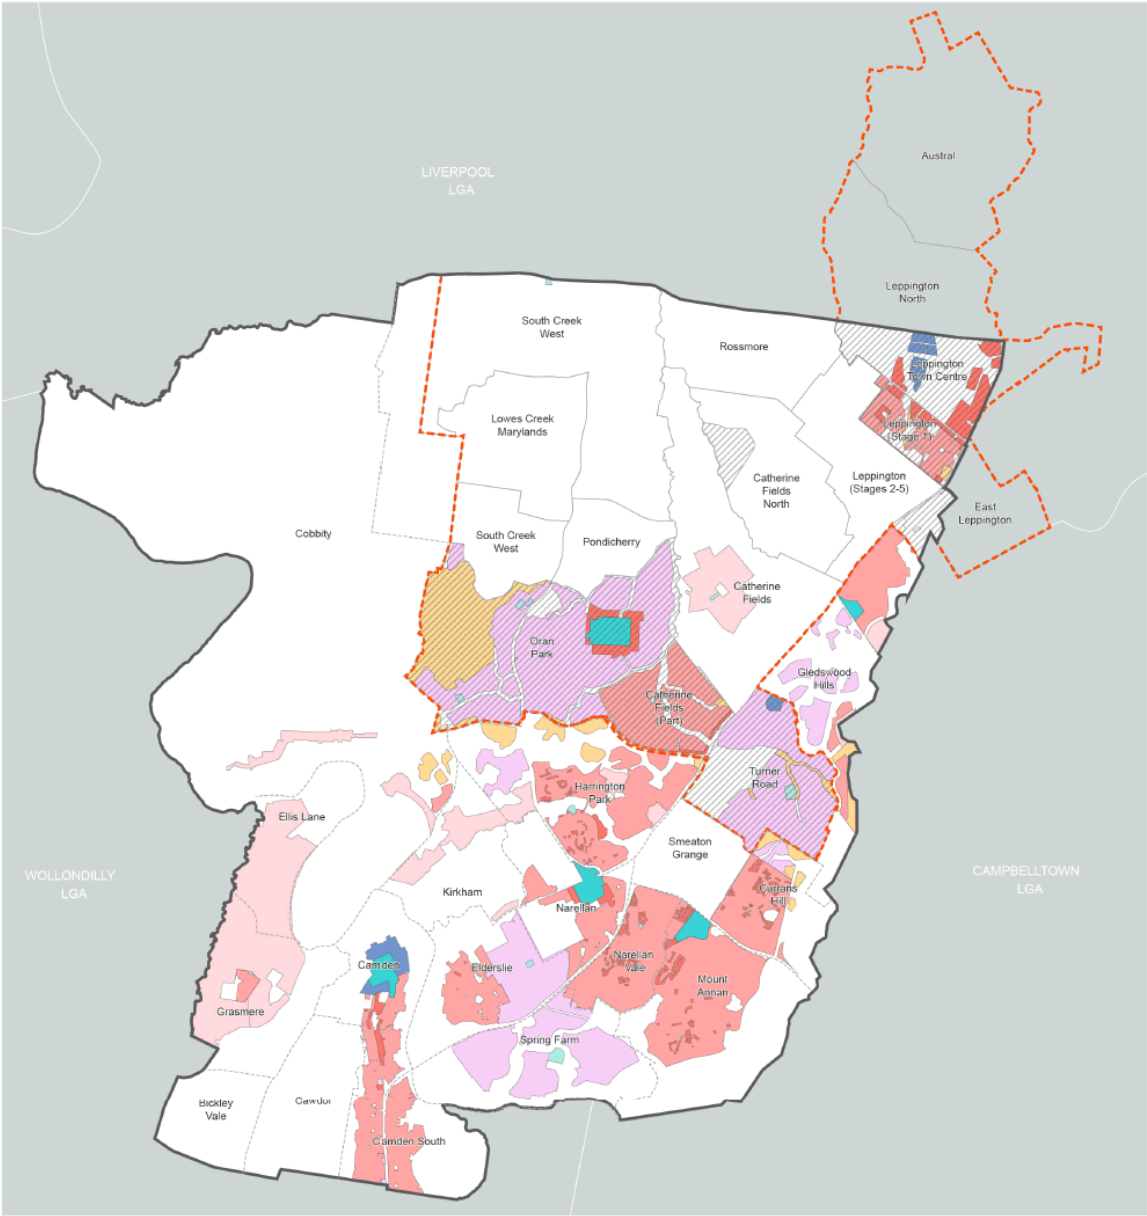 Austral
LIVERPOOL
LGA
Leppington
North
South Creek
West
Rossmore
Leppington
Town Centre
Lowes Creek
Marylands
Leppington
(Stage 1)
Catherine
Fields
North
Leppington
(Stages 2-5)
East
Leppington
Cobbity
South Creek
West
Pondicherry
Catherine
Fields
Oran
Park
Gledswood
Hills
Catherine
Fields
(Part)
Turner
Road
Harrington
Park
Ellis Lane
Smeaton
Grange
WOLLONDILLY
LGA
CAMPBELLTOWN
LGA
Kirkham
Currans
Hill
Narellan
Camden
Elderslie
Narellan
Vale
Mount
Annan
Grasmere
Spring Farm
Bickley
Vale
Cawdor
Camden South